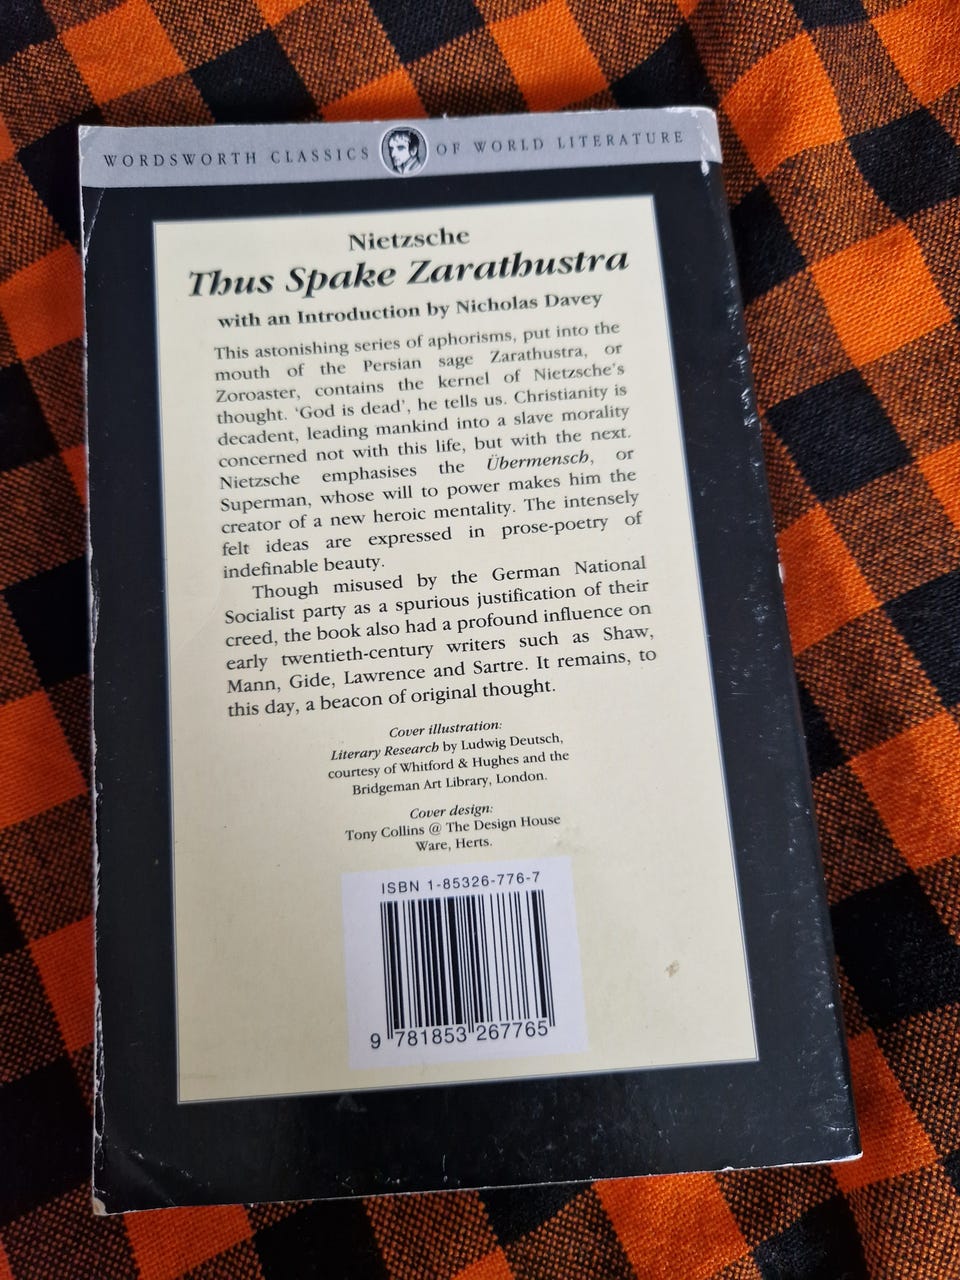 WORDSWORTH CLASSICS OF WORLD LITERATURE
Nietzsche
Thus Spake Zarathustra
with an Introduction by Nicholas Davey
This astonishing series of aphorisms, put into the
mouth of the Persian sage Zarathustra, or
Zoroaster, contains the kernel of Nietzsche's
thought. 'God is dead', he tells us. Christianity is
decadent, leading mankind into a slave morality
concerned not with this life, but with the next.
Nietzsche emphasises the Übermensch, or
Superman, whose will to power makes him the
creator of a new heroic mentality. The intensely
felt ideas are expressed in prose-poetry of
indefinable beauty.
Though misused by the German National
Socialist party as a spurious justification of their
creed, the book also had a profound influence on
early twentieth-century writers such as Shaw,
Mann, Gide, Lawrence and Sartre. It remains, to
this day, a beacon of original thought.
Cover illustration:
Literary Research by Ludwig Deutsch,
courtesy of Whitford & Hughes and the
Bridgeman Art Library, London.
Cover design:
Tony Collins @ The Design House
Ware, Herts.
ISBN 1-85326-776-7
9 781853 267765